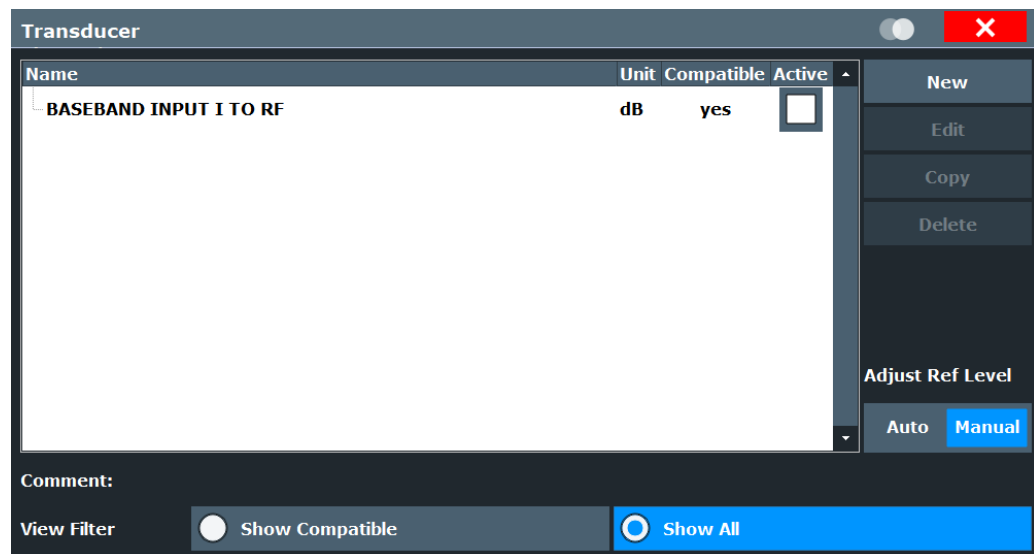 Transducer
Name Unit Compatible Active
New
BASEBAND INPUT I TO RF dB yes
Edit
Copy
Delete
Adjust Ref Level
Auto Manual
Comment:
View Filter Show Compatible Show All